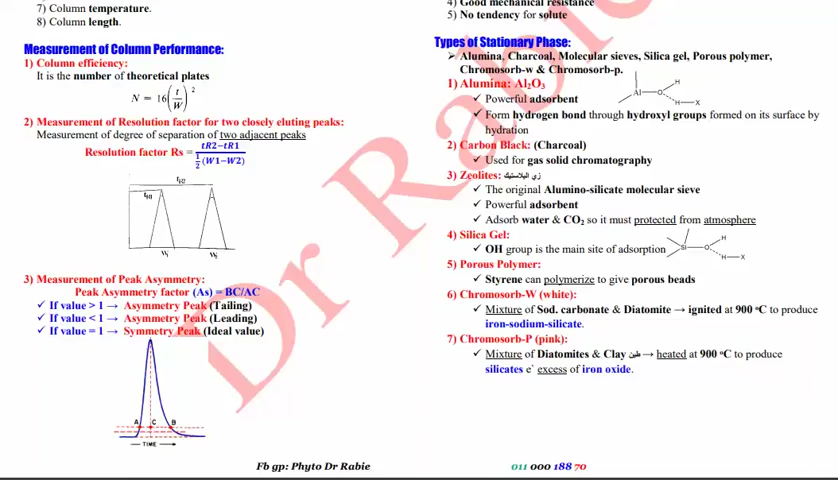 7) Column temperature.
8) Column length.
Measurement of Column Performance:
1) Column efficiency:
It is the number of theoretical plates
N = 16(t/W)²
2) Measurement of Resolution factor for two closely eluting peaks:
Measurement of degree of separation of two adjacent peaks
Resolution factor Rs = tR2−tR1 / ½ (W1−W2)
tR2
tR1
W1 W2
3) Measurement of Peak Asymmetry:
Peak Asymmetry factor (As) = BC/AC
✓ If value > 1 → Asymmetry Peak (Tailing)
✓ If value < 1 → Asymmetry Peak (Leading)
✓ If value = 1 → Symmetry Peak (Ideal value)
A C B
TIME
4) Good mechanical resistance
5) No tendency for solute
Types of Stationary Phase:
➢ Alumina, Charcoal, Molecular sieves, Silica gel, Porous polymer,
Chromosorb-w & Chromosorb-p.
1) Alumina: Al₂O₃
✓ Powerful adsorbent
Al O H H X
✓ Form hydrogen bond through hydroxyl groups formed on its surface by
hydration
2) Carbon Black: (Charcoal)
✓ Used for gas solid chromatography
3) Zeolites: زي البلاستيك
✓ The original Alumino-silicate molecular sieve
✓ Powerful adsorbent
✓ Adsorb water & CO₂ so it must protected from atmosphere
4) Silica Gel:
✓ OH group is the main site of adsorption
Si O H H X
5) Porous Polymer:
✓ Styrene can polymerize to give porous beads
6) Chromosorb-W (white):
✓ Mixture of Sod. carbonate & Diatomite → ignited at 900 ᵒC to produce
iron-sodium-silicate.
7) Chromosorb-P (pink):
✓ Mixture of Diatomites & Clay طين → heated at 900 ᵒC to produce
silicates e` excess of iron oxide.
Dr Rabie
Fb gp: Phyto Dr Rabie
011 000 188 70